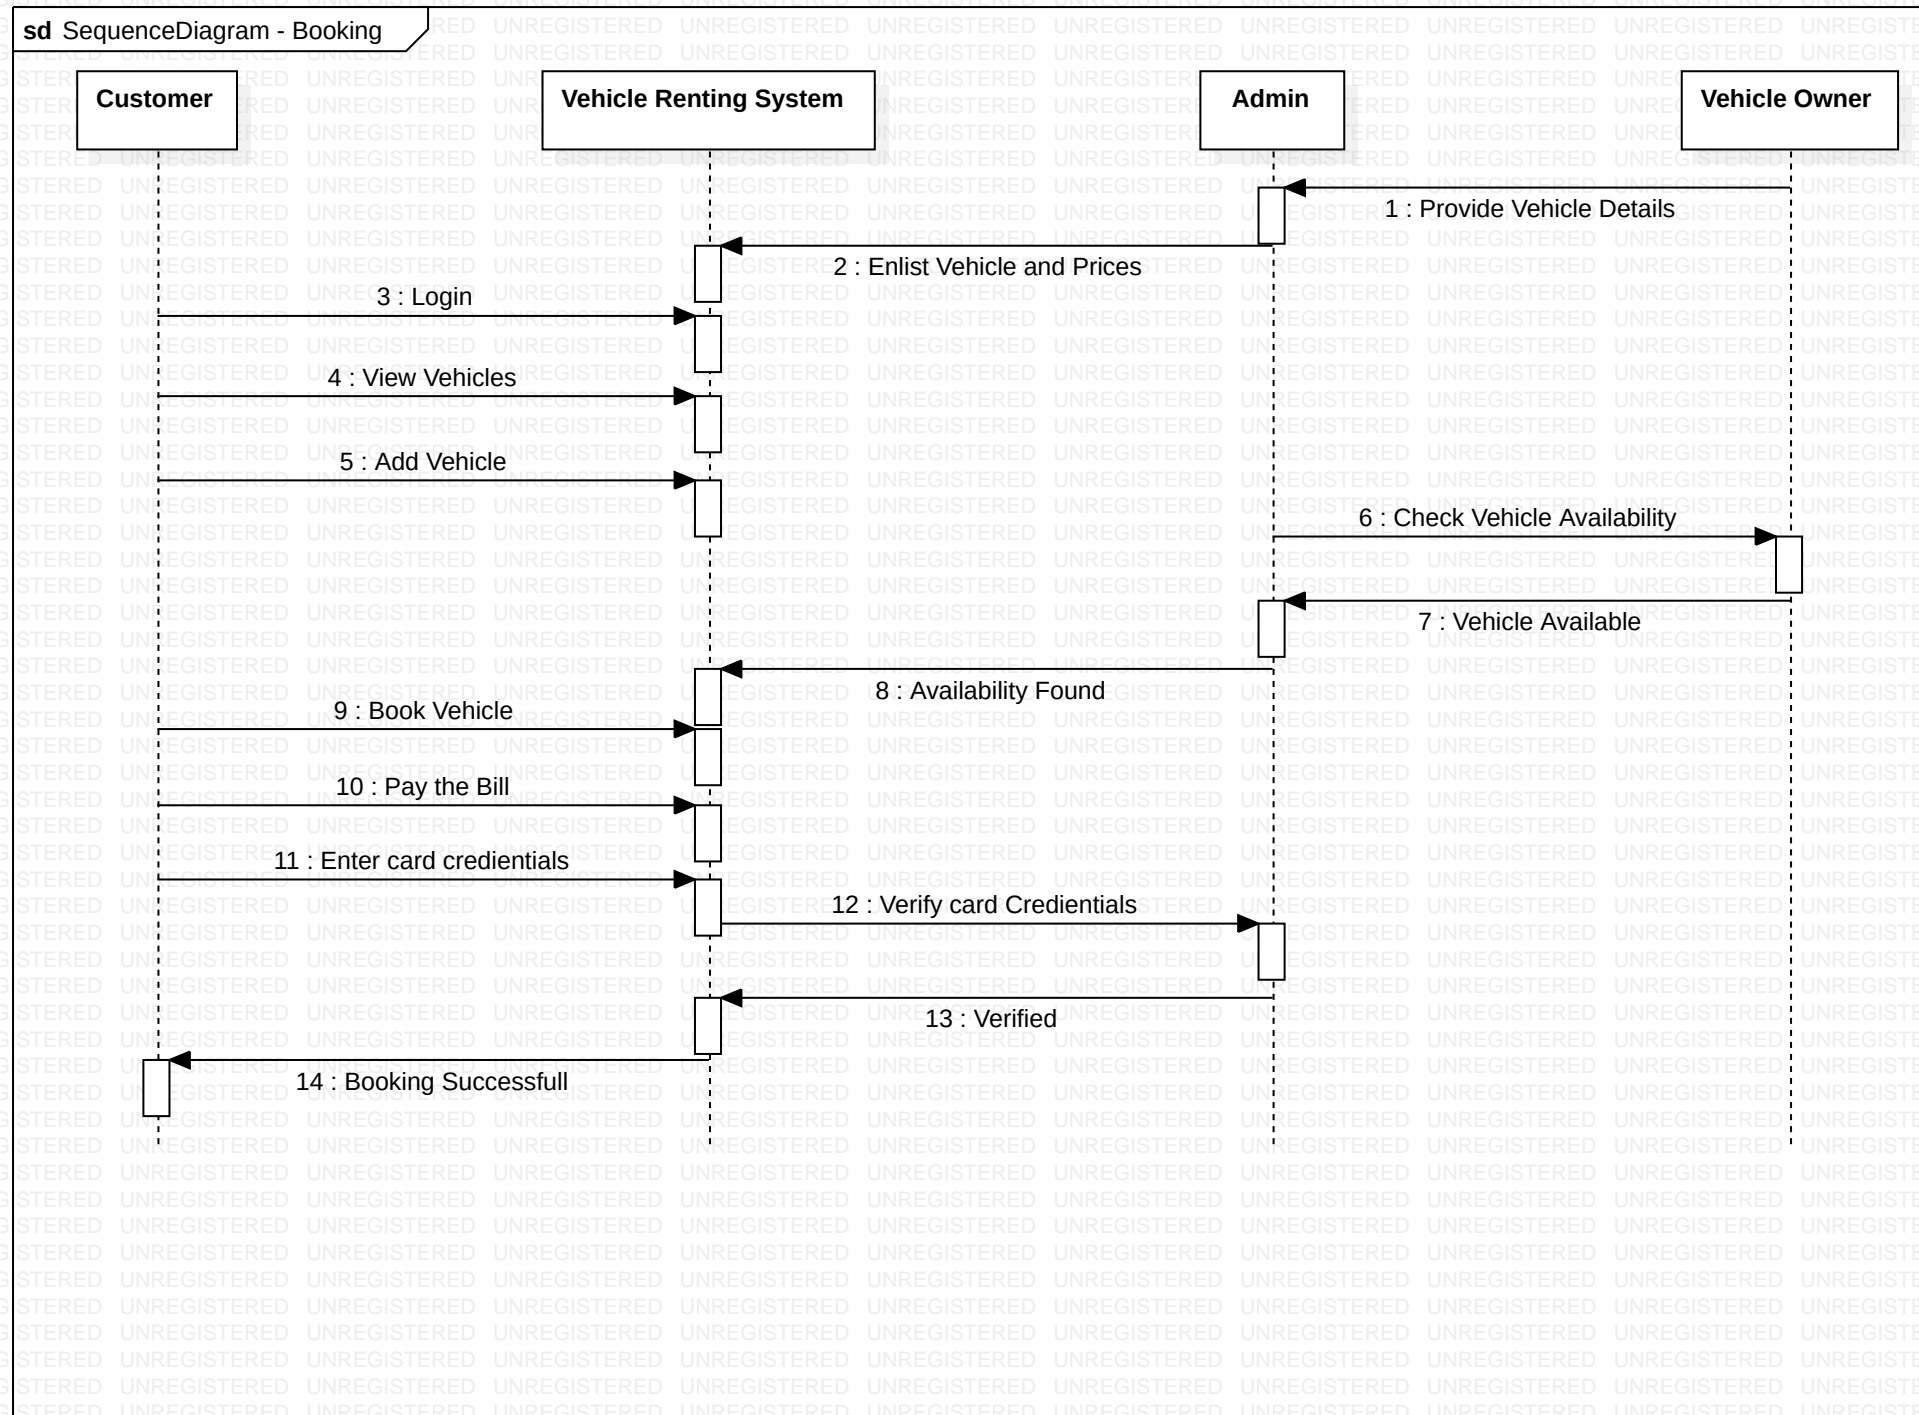 sd SequenceDiagram - Booking
Customer
Vehicle Renting System
Admin
Vehicle Owner
1 : Provide Vehicle Details
2 : Enlist Vehicle and Prices
3 : Login
4 : View Vehicles
5 : Add Vehicle
6 : Check Vehicle Availability
7 : Vehicle Available
8 : Availability Found
9 : Book Vehicle
10 : Pay the Bill
11 : Enter card credientials
12 : Verify card Credientials
13 : Verified
14 : Booking Successfull
UNREGISTERED